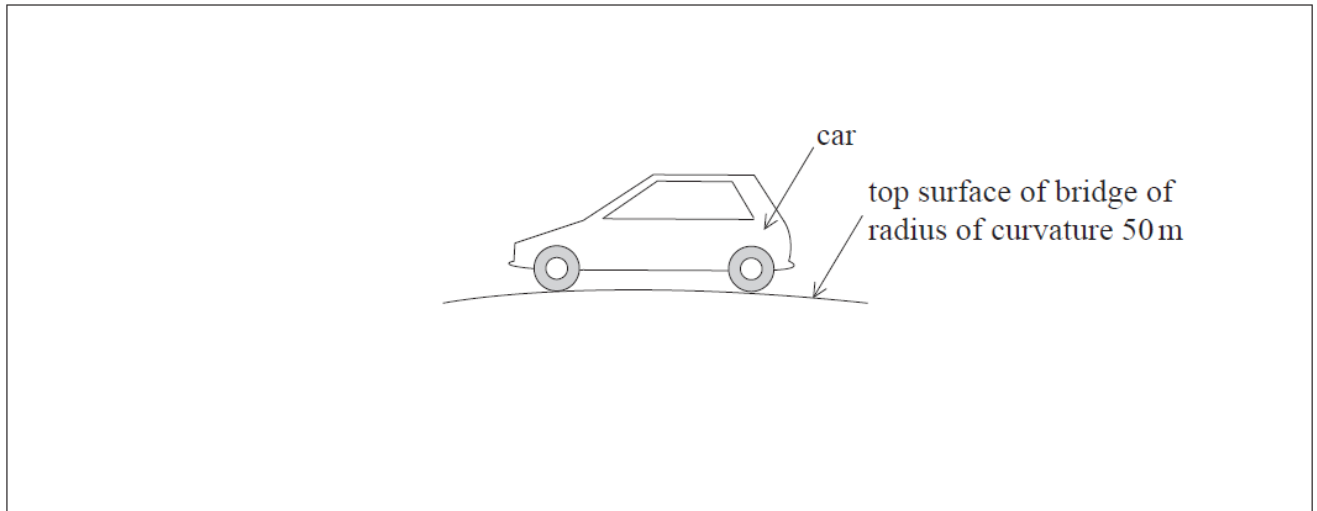 car
top surface of bridge of
radius of curvature 50 m